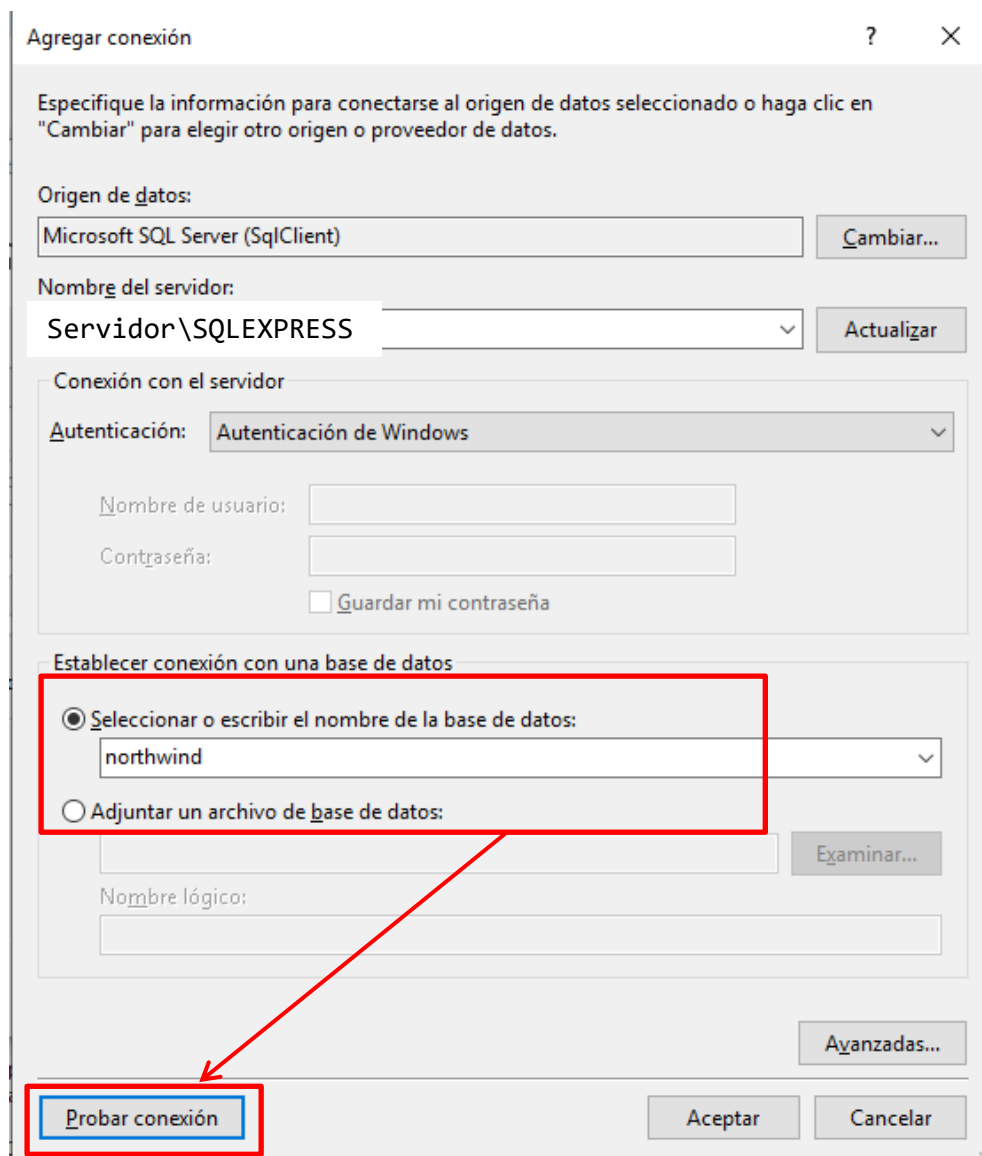 Agregar conexión
?
Especifique la información para conectarse al origen de datos seleccionado o haga clic en
"Cambiar" para elegir otro origen o proveedor de datos.
Origen de datos:
Microsoft SQL Server (SqlClient)
Cambiar...
Nombre del servidor:
Servidor\SQLEXPRESS
Actualizar
Conexión con el servidor
Autenticación:
Autenticación de Windows
Nombre de usuario:
Contraseña:
Guardar mi contraseña
Establecer conexión con una base de datos
Seleccionar o escribir el nombre de la base de datos:
northwind
Adjuntar un archivo de base de datos:
Examinar...
Nombre lógico:
Avanzadas...
Probar conexión
Aceptar
Cancelar